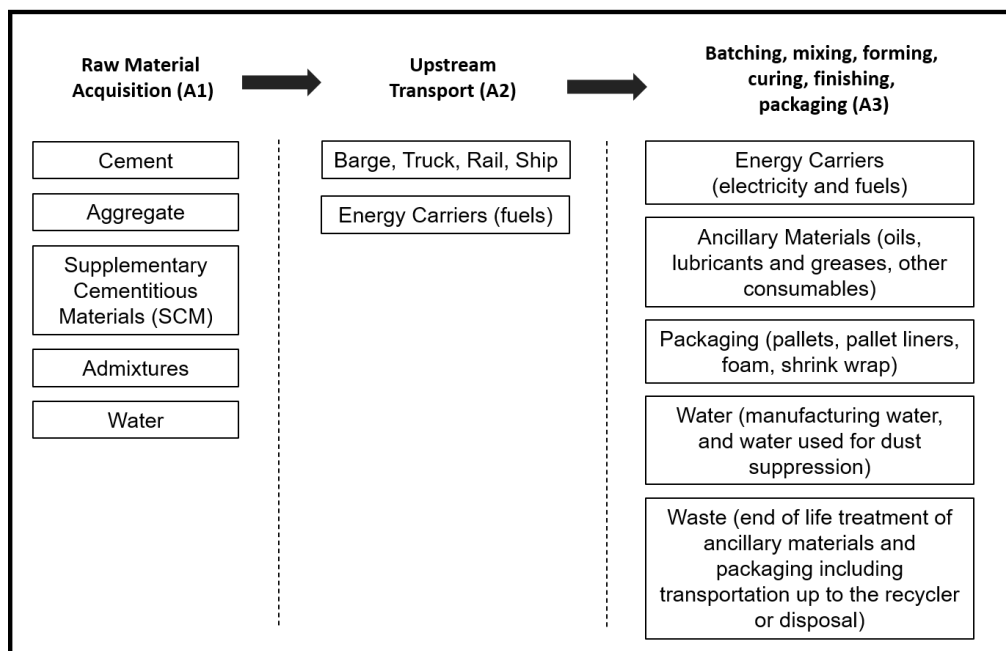 Raw Material
Acquisition (A1)
Upstream
Transport (A2)
Batching, mixing, forming,
curing, finishing,
packaging (A3)
Cement
Aggregate
Supplementary
Cementitious
Materials (SCM)
Admixtures
Water
Barge, Truck, Rail, Ship
Energy Carriers (fuels)
Energy Carriers
(electricity and fuels)
Ancillary Materials (oils,
lubricants and greases, other
consumables)
Packaging (pallets, pallet liners,
foam, shrink wrap)
Water (manufacturing water,
and water used for dust
suppression)
Waste (end of life treatment of
ancillary materials and
packaging including
transportation up to the recycler
or disposal)